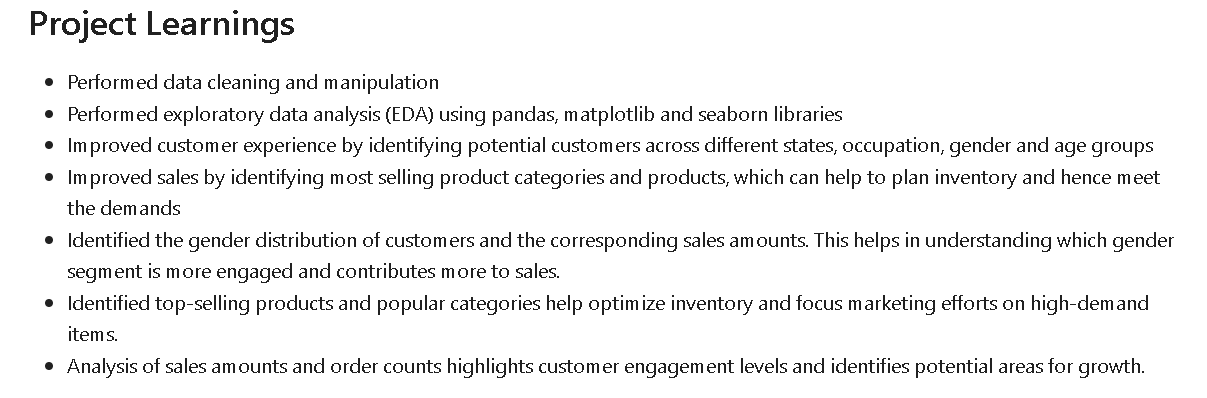 Project Learnings
• Performed data cleaning and manipulation
• Performed exploratory data analysis (EDA) using pandas, matplotlib and seaborn libraries
• Improved customer experience by identifying potential customers across different states, occupation, gender and age groups
• Improved sales by identifying most selling product categories and products, which can help to plan inventory and hence meet
the demands
• Identified the gender distribution of customers and the corresponding sales amounts. This helps in understanding which gender
segment is more engaged and contributes more to sales.
• Identified top-selling products and popular categories help optimize inventory and focus marketing efforts on high-demand
items.
• Analysis of sales amounts and order counts highlights customer engagement levels and identifies potential areas for growth.